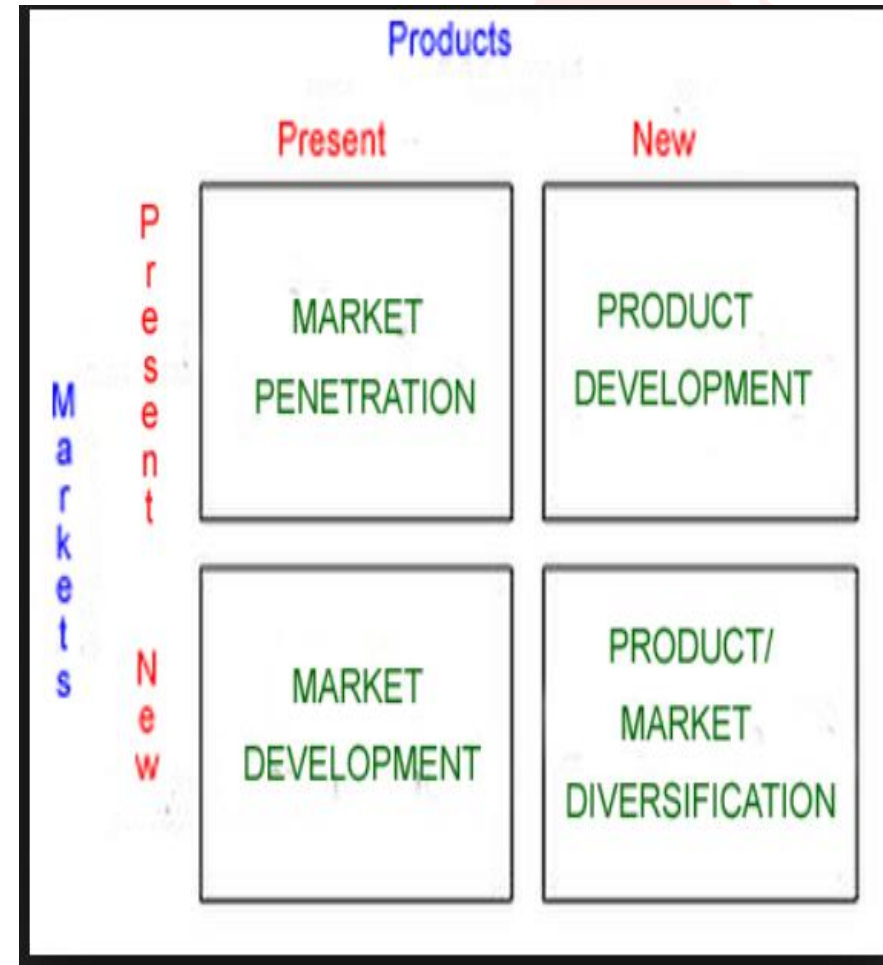 Products
Present
New
Markets
Present
MARKET
PENETRATION
PRODUCT
DEVELOPMENT
New
MARKET
DEVELOPMENT
PRODUCT/
MARKET
DIVERSIFICATION